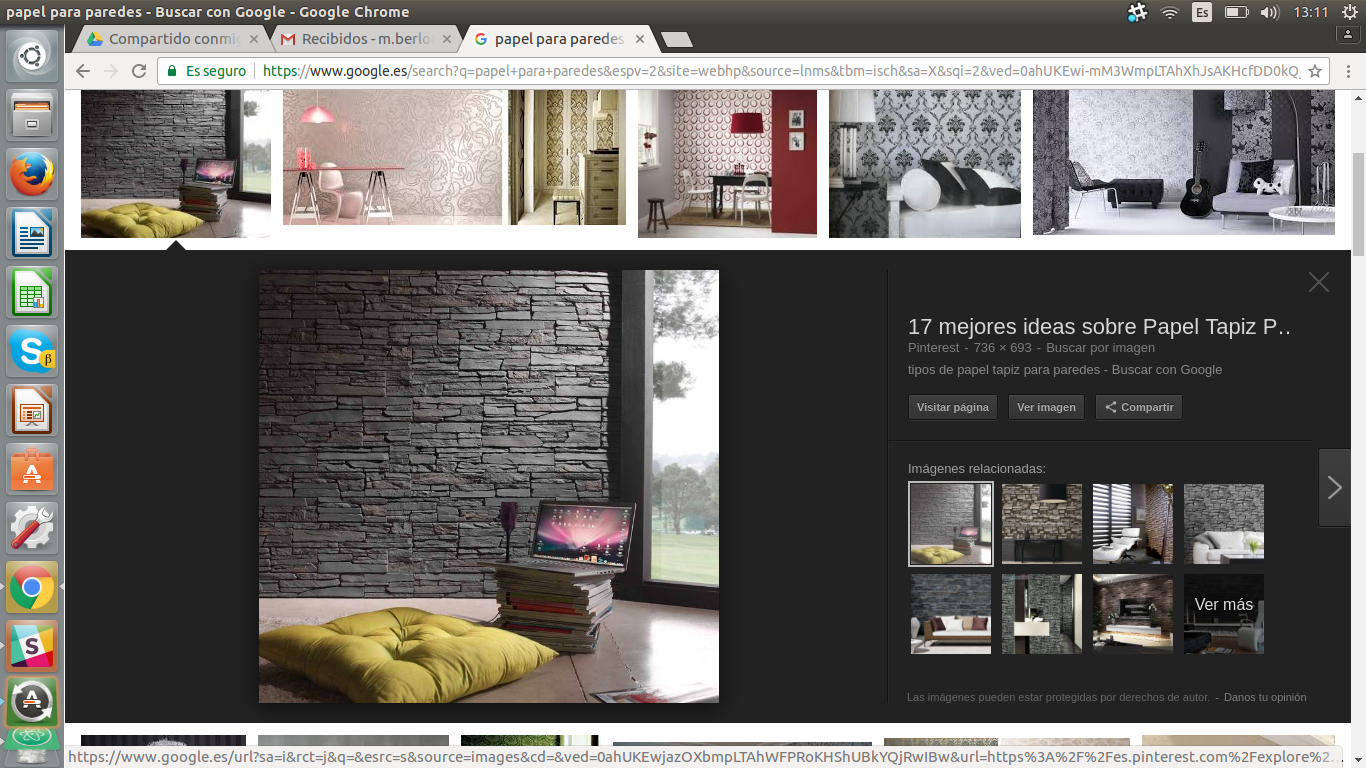 papel para paredes - Buscar con Google - Google Chrome
Es
13:11
Compartido conmi
Recibidos - m.berlo
papel para paredes
Es seguro
https://www.google.es/search?q=papel+para+paredes&espv=2&site=webhp&source=lnms&tbm=isch&sa=X&sqi=2&ved=0ahUKEwi-mM3WmpLTAhXhJsAKHcfDD0kQ_
17 mejores ideas sobre Papel Tapiz P…
Pinterest - 736 × 693 - Buscar por imagen
tipos de papel tapiz para paredes - Buscar con Google
Visitar página
Ver imagen
Compartir
Imágenes relacionadas:
Ver más
Las imágenes pueden estar protegidas por derechos de autor. - Danos tu opinión
https://www.google.es/url?sa=i&rct=j&q=&esrc=s&source=images&cd=&ved=0ahUKEwjazOXbmpLTAhWFPRoKHShUBkYQjRwIBw&url=https%3A%2F%2Fes.pinterest.com%2Fexplore%2…